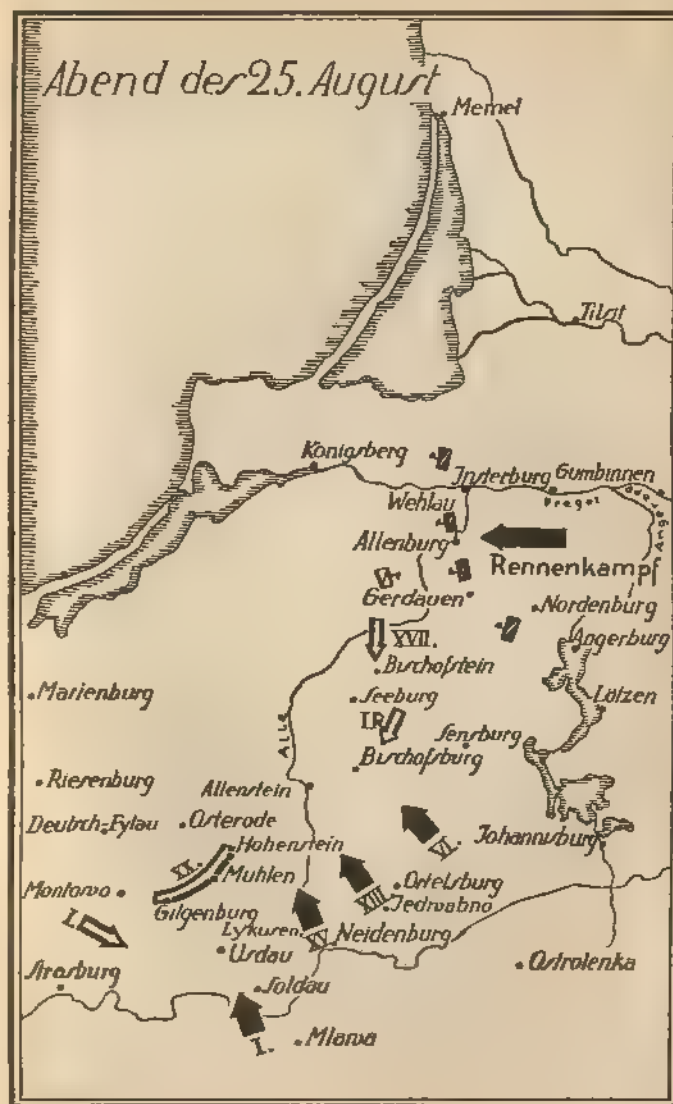 Abend des 25. August
Memel
Tilsit
Königsberg
Insterburg
Gumbinnen
Wehlau
Pregel
Angerapp
Allenburg
Rennenkampf
Gerdauen
Nordenburg
XVII.
Angerburg
Bischofstein
Marienburg
Seeburg
Lötzen
I.R.
Alle
Sensburg
Bischofsburg
Riesenburg
Allenstein
Deutsch-Eylau
Osterode
Hohenstein
VI.
Johannisburg
XX.
Mühlen
Montowo
XIII.
Ortelsburg
Gilgenburg
Jedwabno
I.
Lykusen
XV
Neidenburg
Usdau
Ostrolenka
Strasburg
Soldau
I.
Mlawa